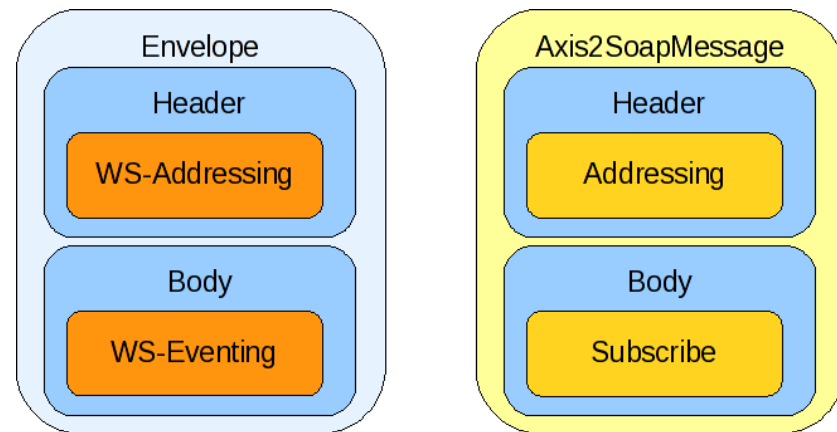 Envelope
Header
WS-Addressing
Body
WS-Eventing
Axis2SoapMessage
Header
Addressing
Body
Subscribe